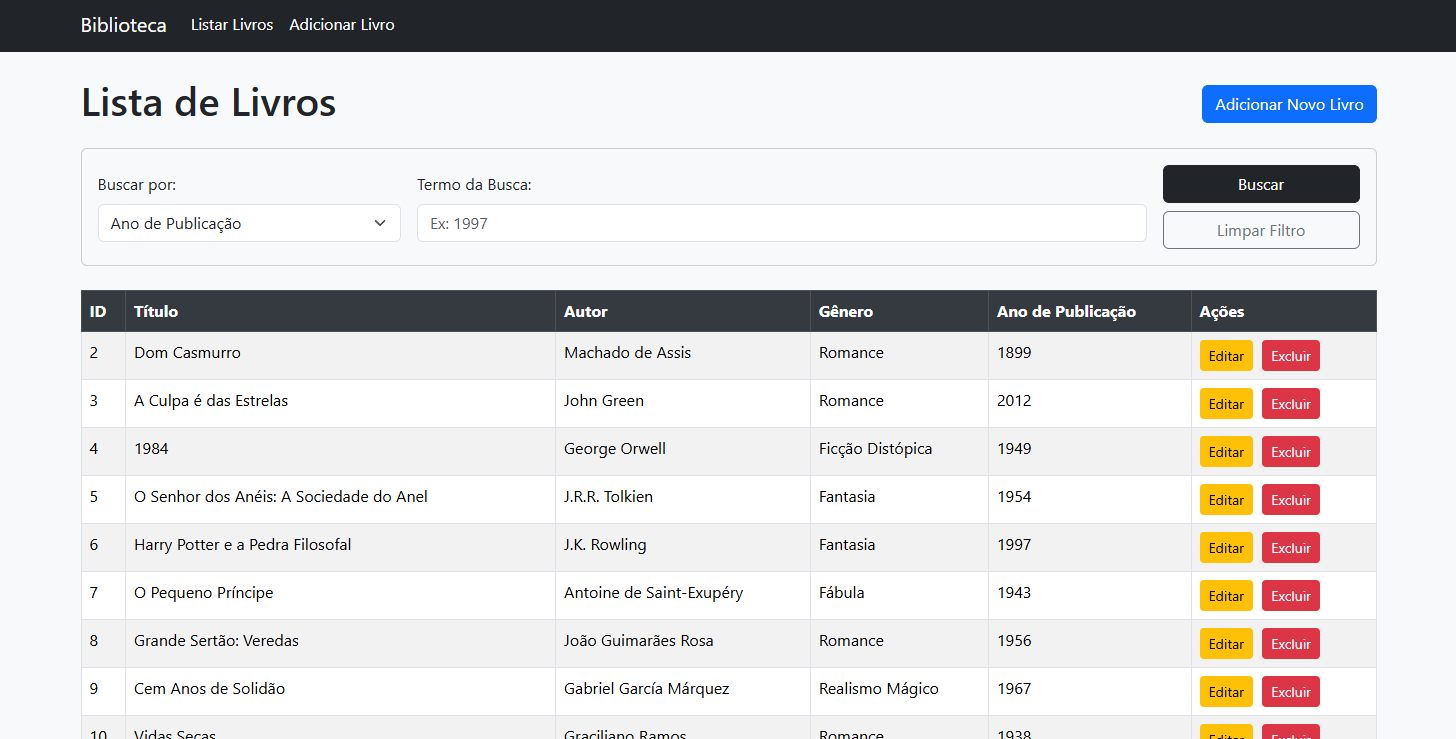 Biblioteca Listar Livros Adicionar Livro
Lista de Livros Adicionar Novo Livro
Buscar por: Termo da Busca: Buscar
Ano de Publicação Ex: 1997
Limpar Filtro
ID Título Autor Gênero Ano de Publicação Ações
2 Dom Casmurro Machado de Assis Romance 1899 Editar Excluir
3 A Culpa é das Estrelas John Green Romance 2012 Editar Excluir
4 1984 George Orwell Ficção Distópica 1949 Editar Excluir
5 O Senhor dos Anéis: A Sociedade do Anel J.R.R. Tolkien Fantasia 1954 Editar Excluir
6 Harry Potter e a Pedra Filosofal J.K. Rowling Fantasia 1997 Editar Excluir
7 O Pequeno Príncipe Antoine de Saint-Exupéry Fábula 1943 Editar Excluir
8 Grande Sertão: Veredas João Guimarães Rosa Romance 1956 Editar Excluir
9 Cem Anos de Solidão Gabriel García Márquez Realismo Mágico 1967 Editar Excluir
10 Vidas Secas Graciliano Ramos Romance 1938 Editar Excluir